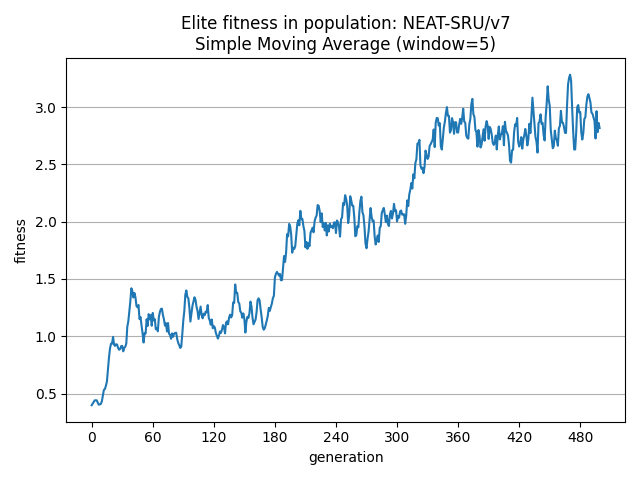 Elite fitness in population: NEAT-SRU/v7
Simple Moving Average (window=5)
fitness
3.0
2.5
2.0
1.5
1.0
0.5
0 60 120 180 240 300 360 420 480
generation